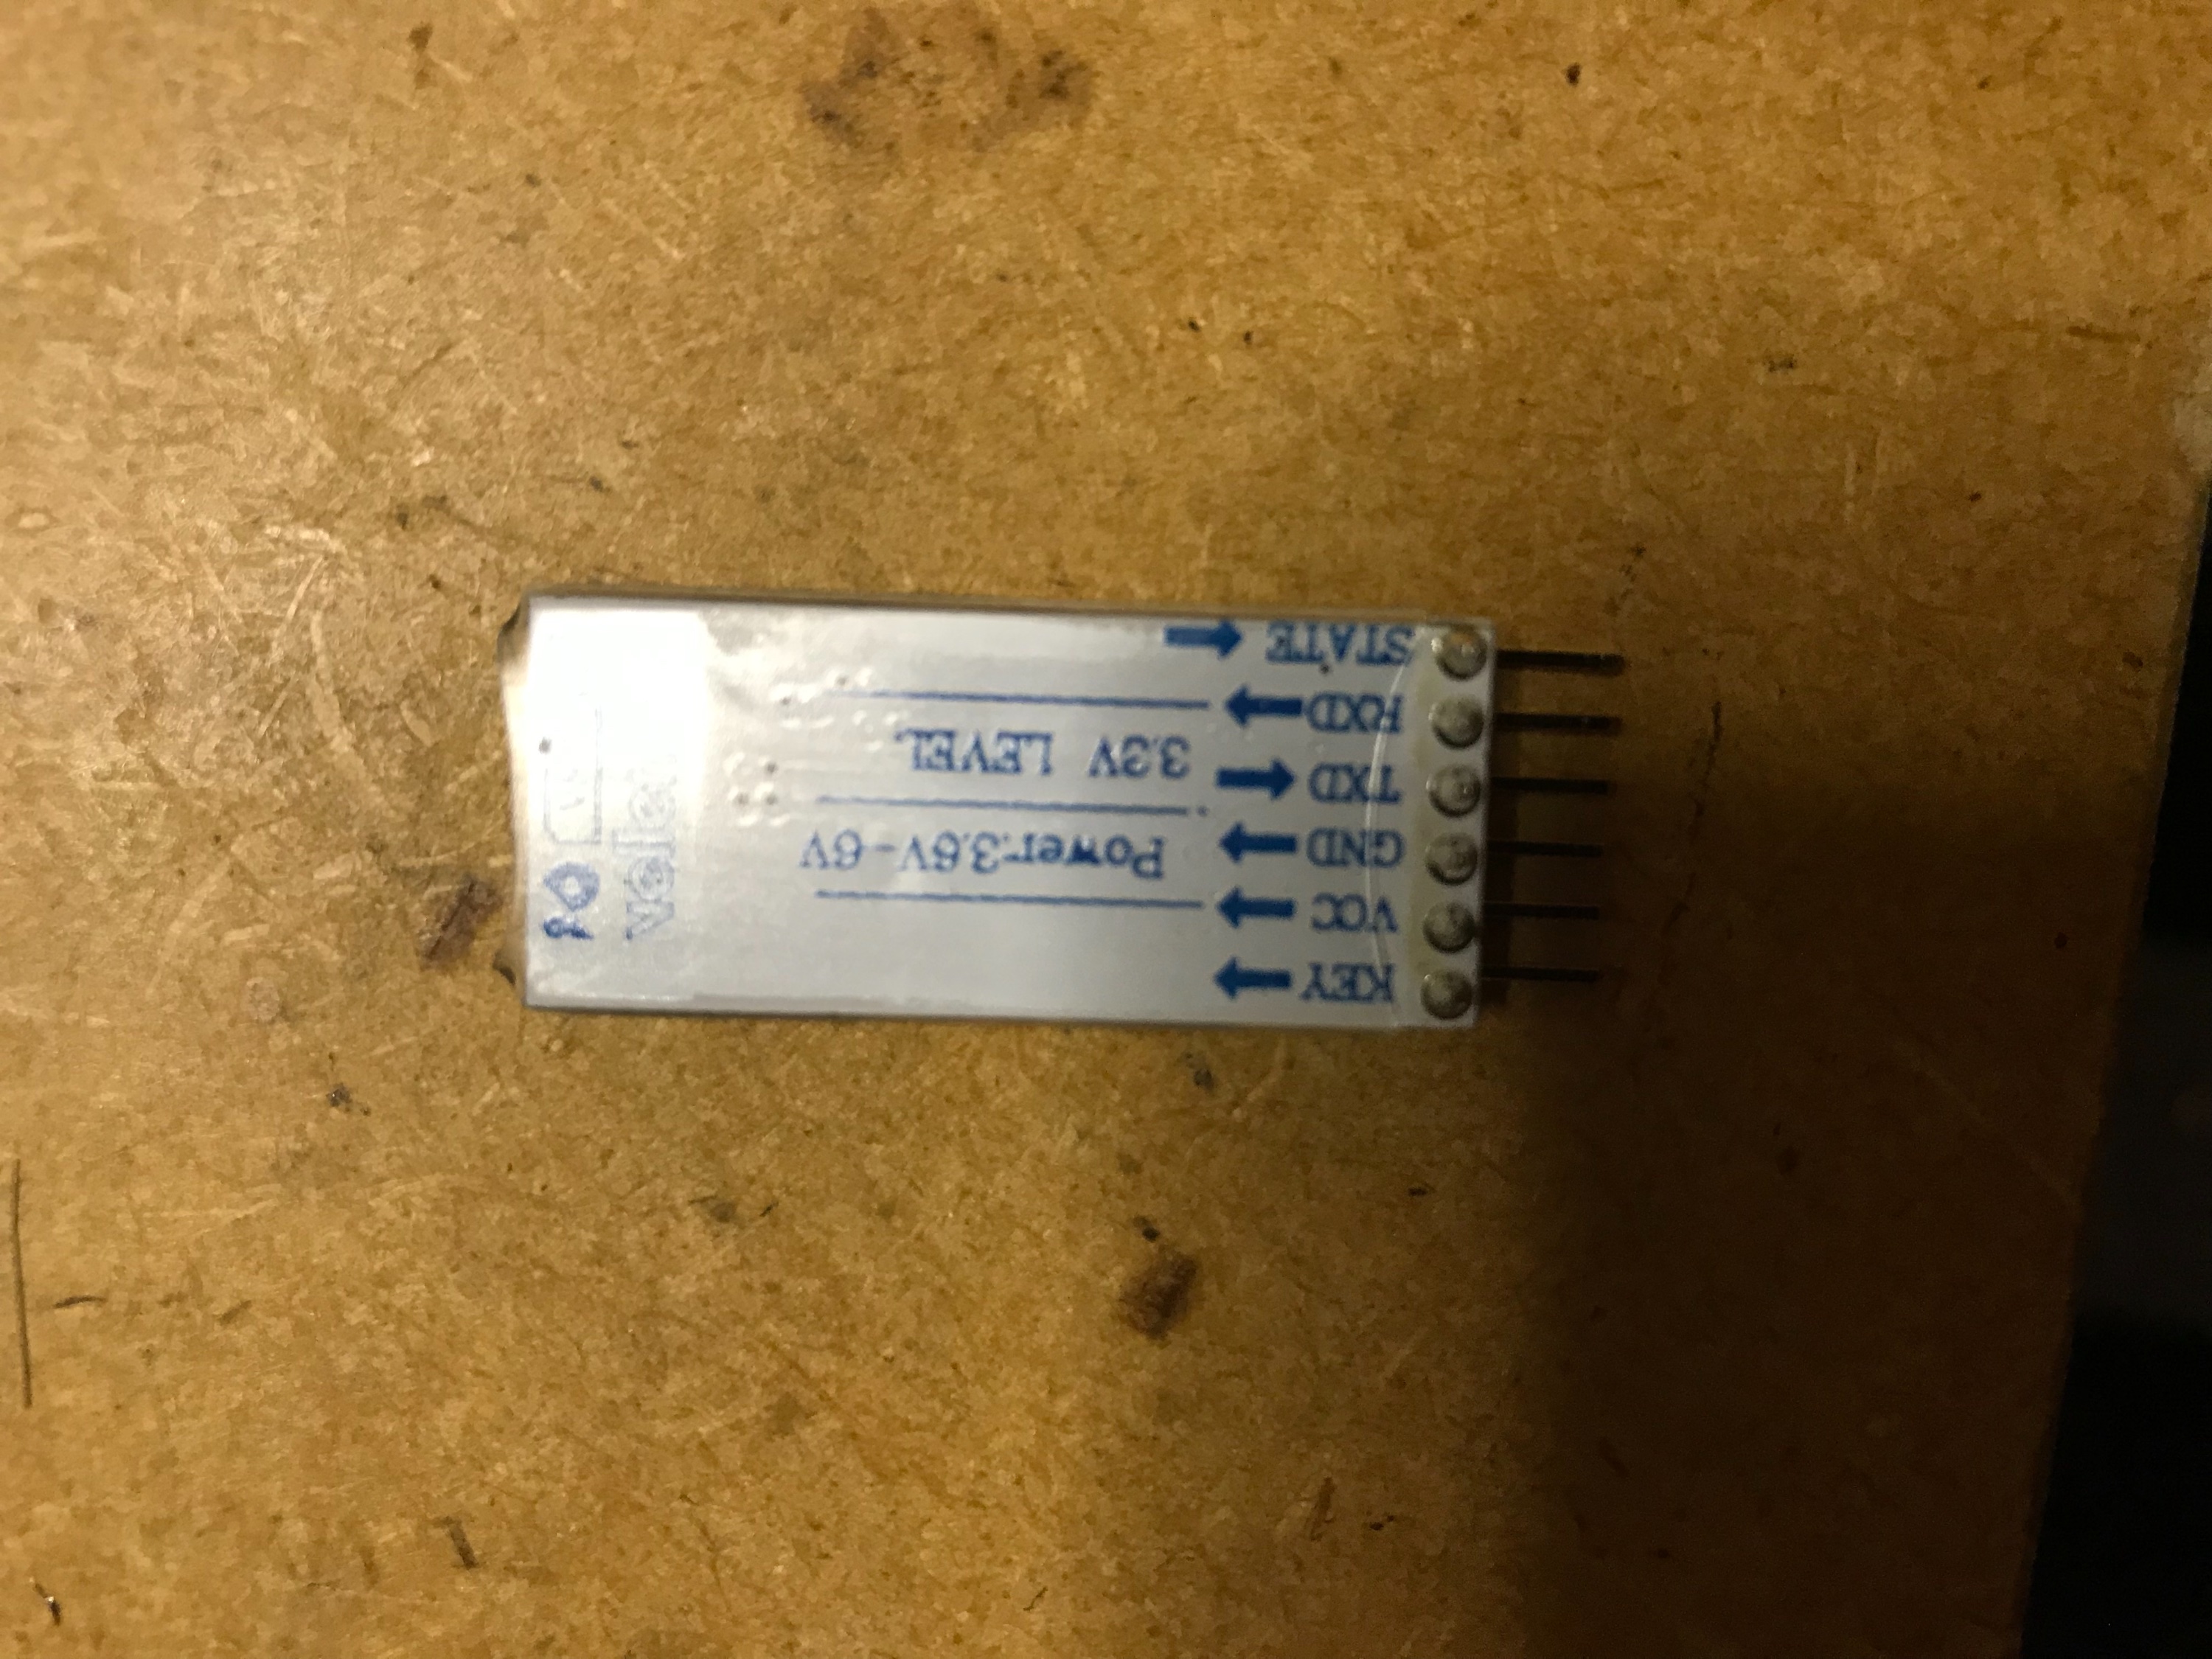 KEY
VCC
GND
TXD
RXD
STATE
Power:3.6V-6V
3.3V LEVEL